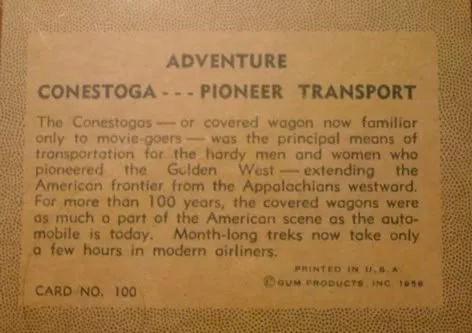 ADVENTURE
CONESTOGA --- PIONEER TRANSPORT
The Conestogas — or covered wagon now familiar
only to movie-goers — was the principal means of
transportation for the hardy men and women who
pioneered the Golden West — extending the
American frontier from the Appalachians westward.
For more than 100 years, the covered wagons were
as much a part of the American scene as the auto-
mobile is today. Month-long treks now take only
a few hours in modern airliners.
PRINTED IN U.S.A
©GUM PRODUCTS, INC. 1956
CARD NO. 100